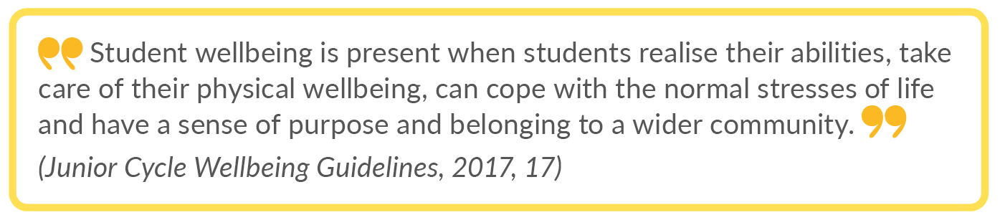 ❟❟ Student wellbeing is present when students realise their abilities, take
care of their physical wellbeing, can cope with the normal stresses of life
and have a sense of purpose and belonging to a wider community. ❟❟
(Junior Cycle Wellbeing Guidelines, 2017, 17)